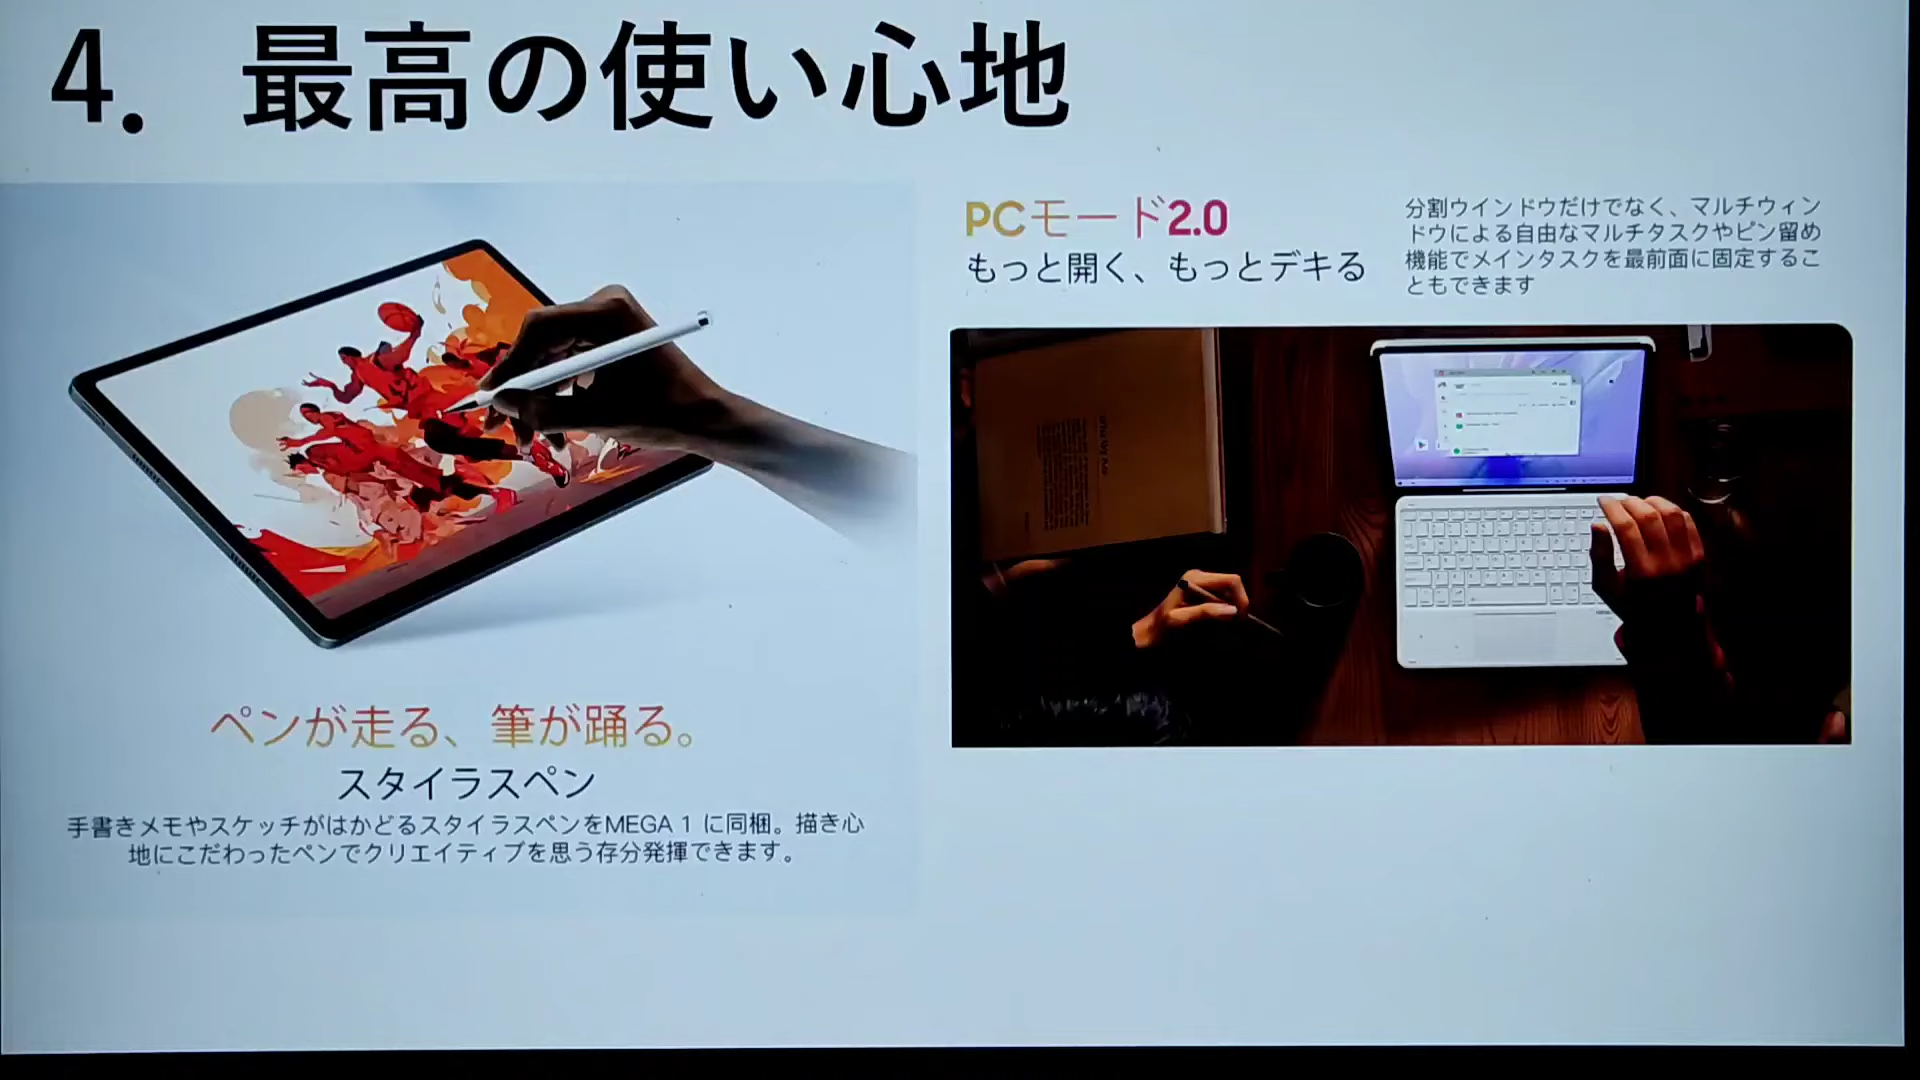 4. 最高の使い心地
PCモード2.0
もっと開く、もっとデキる
分割ウインドウだけでなく、マルチウィン
ドウによる自由なマルチタスクやピン留め
機能でメインタスクを最前面に固定するこ
ともできます
ペンが走る、筆が踊る。
スタイラスペン
手書きメモやスケッチがはかどるスタイラスペンをMEGA 1 に同梱。描き心
地にこだわったペンでクリエイティブを思う存分発揮できます。